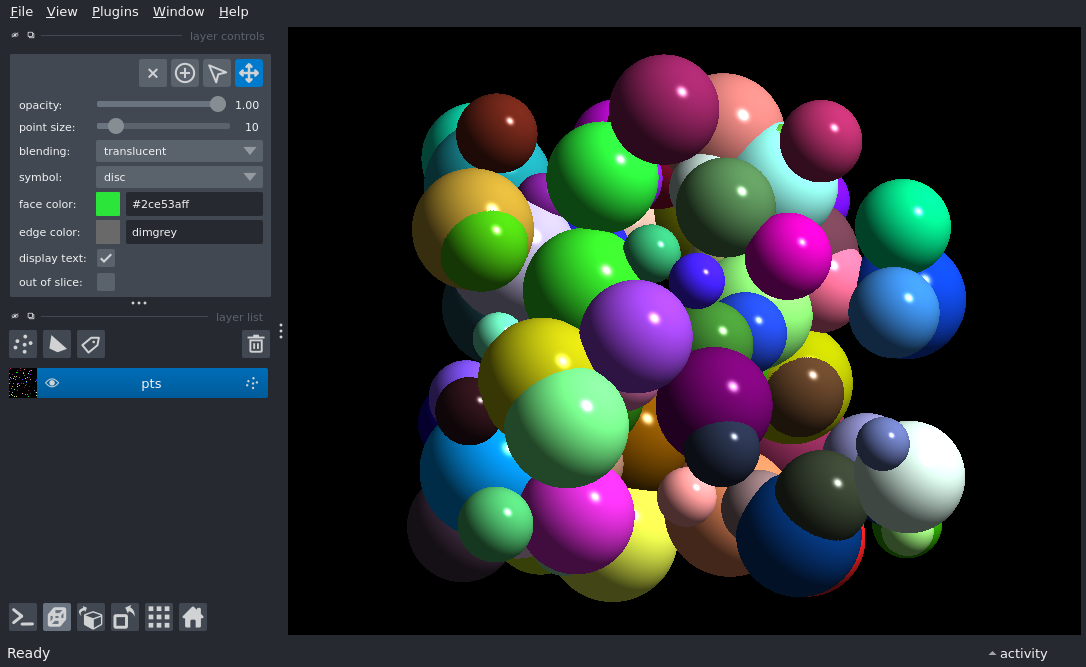 File View Plugins Window Help
layer controls
opacity: 1.00
point size: 10
blending: translucent
symbol: disc
face color: #2ce53aff
edge color: dimgrey
display text:
out of slice:
layer list
pts
Ready
activity